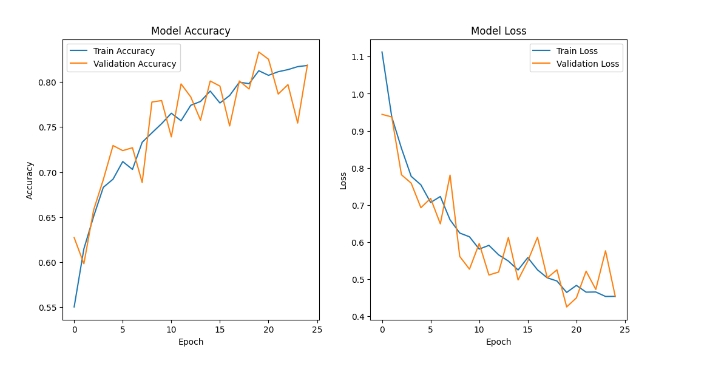 Model Accuracy
Train Accuracy
Validation Accuracy
0.80
0.75
0.70
0.65
0.60
0.55
Accuracy
0 5 10 15 20 25
Epoch
Model Loss
Train Loss
Validation Loss
1.1
1.0
0.9
0.8
0.7
0.6
0.5
0.4
Loss
0 5 10 15 20 25
Epoch